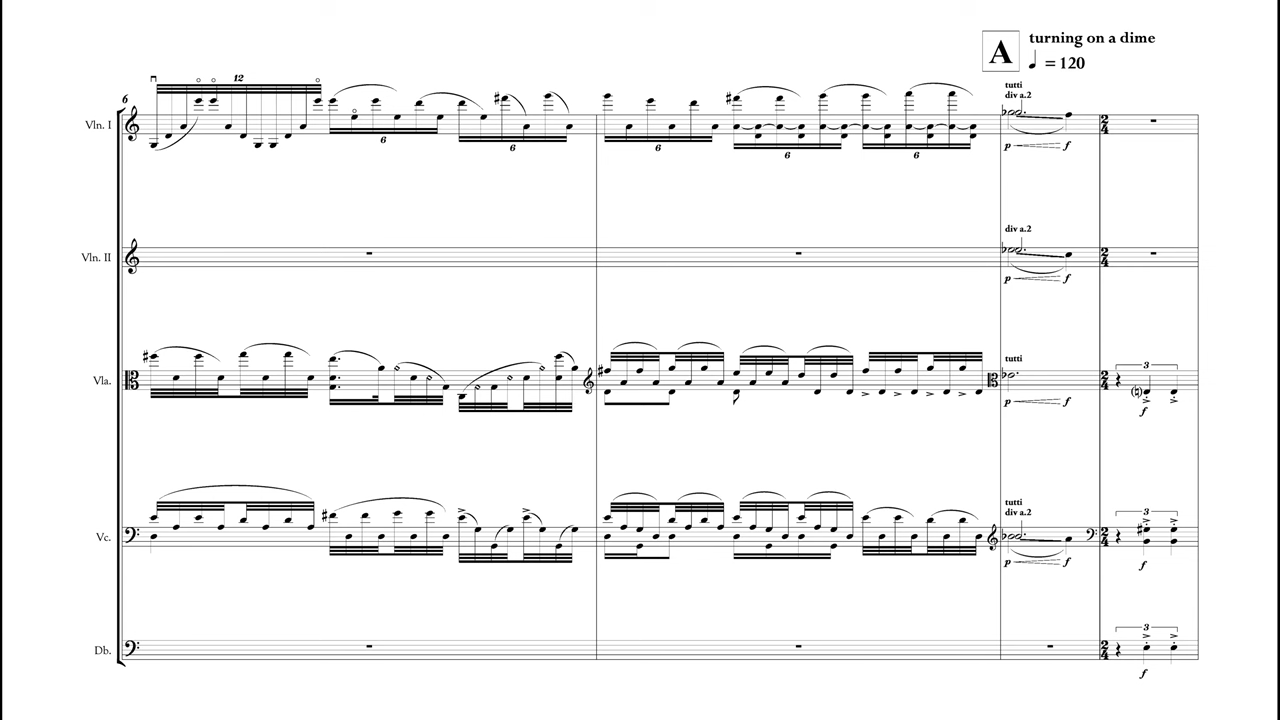 A turning on a dime
♩ = 120
6
12
tutti
div a.2
Vln. I
6 6 6 6 6
p f
2
4
div a.2
Vln. II
p f
2
4
tutti
Vla.
3
2
4
p f
f
tutti
div a.2
Vc.
3
2
4
p f
f
3
Db.
2
4
f